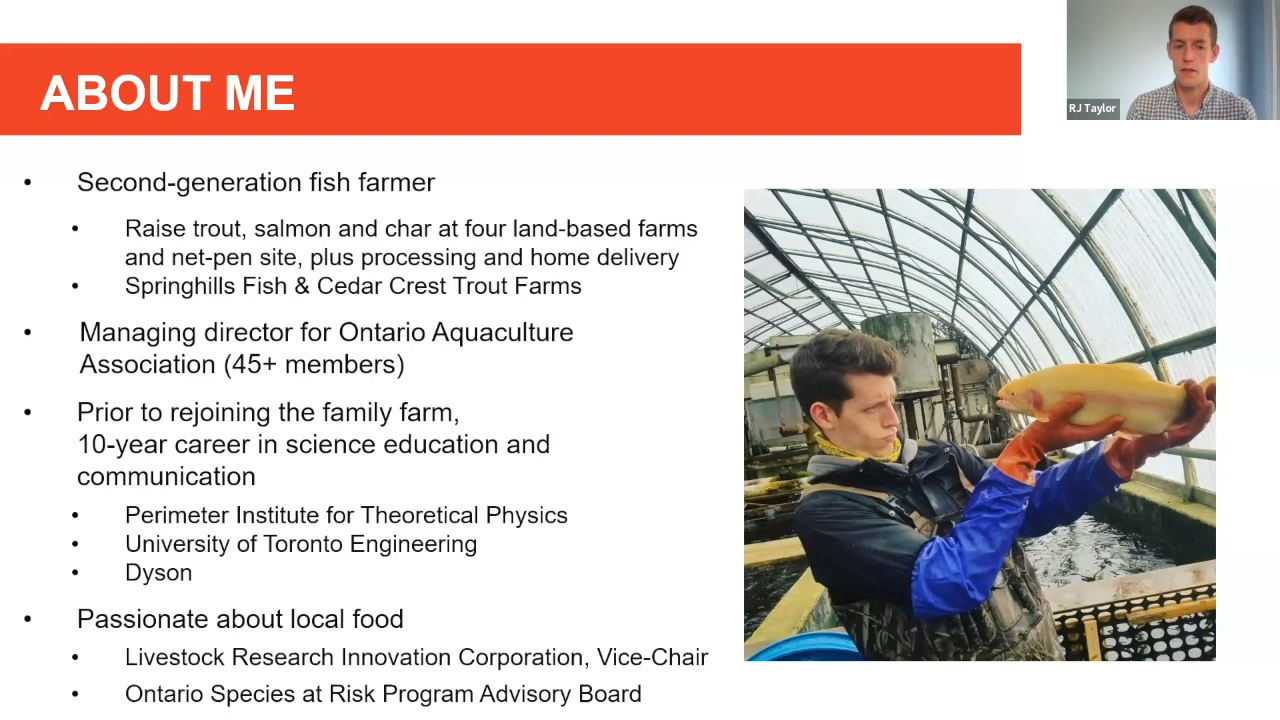 ABOUT ME
RJ Taylor
• Second-generation fish farmer
• Raise trout, salmon and char at four land-based farms
and net-pen site, plus processing and home delivery
• Springhills Fish & Cedar Crest Trout Farms
• Managing director for Ontario Aquaculture
Association (45+ members)
• Prior to rejoining the family farm,
10-year career in science education and
communication
• Perimeter Institute for Theoretical Physics
• University of Toronto Engineering
• Dyson
• Passionate about local food
• Livestock Research Innovation Corporation, Vice-Chair
• Ontario Species at Risk Program Advisory Board